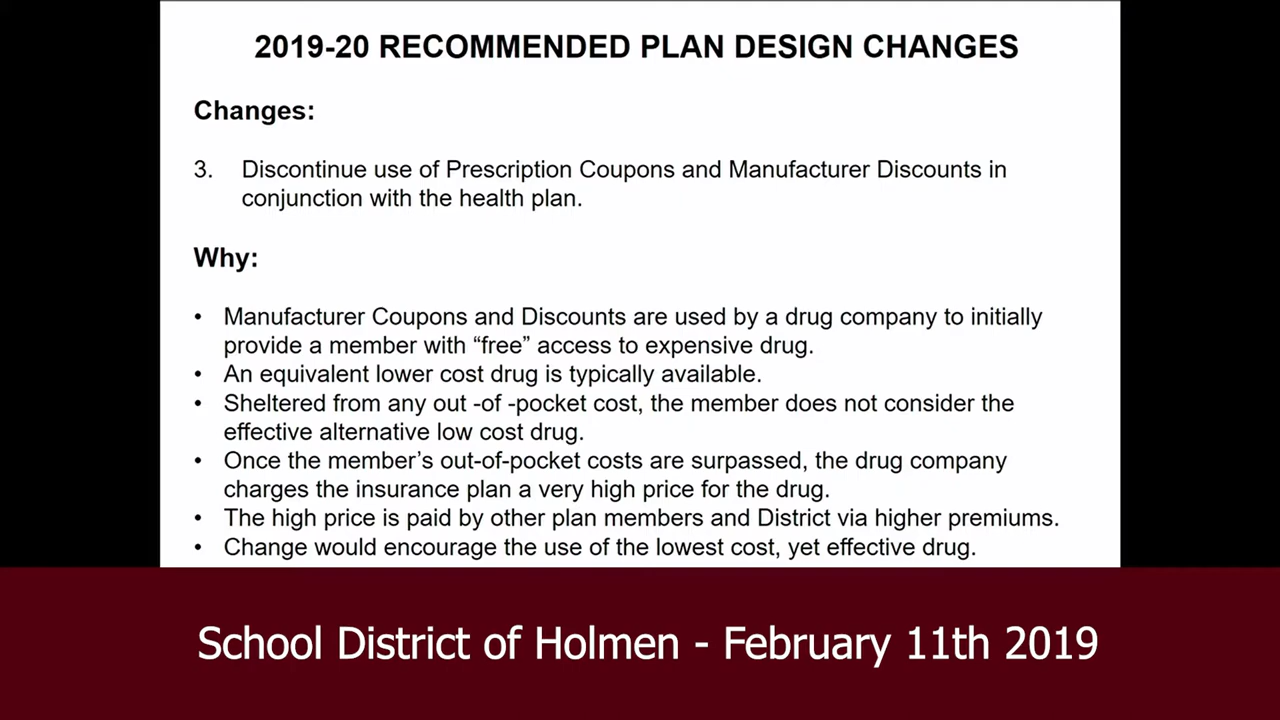 2019-20 RECOMMENDED PLAN DESIGN CHANGES
Changes:
3. Discontinue use of Prescription Coupons and Manufacturer Discounts in
conjunction with the health plan.
Why:
• Manufacturer Coupons and Discounts are used by a drug company to initially
provide a member with “free” access to expensive drug.
• An equivalent lower cost drug is typically available.
• Sheltered from any out -of -pocket cost, the member does not consider the
effective alternative low cost drug.
• Once the member’s out-of-pocket costs are surpassed, the drug company
charges the insurance plan a very high price for the drug.
• The high price is paid by other plan members and District via higher premiums.
• Change would encourage the use of the lowest cost, yet effective drug.
School District of Holmen - February 11th 2019